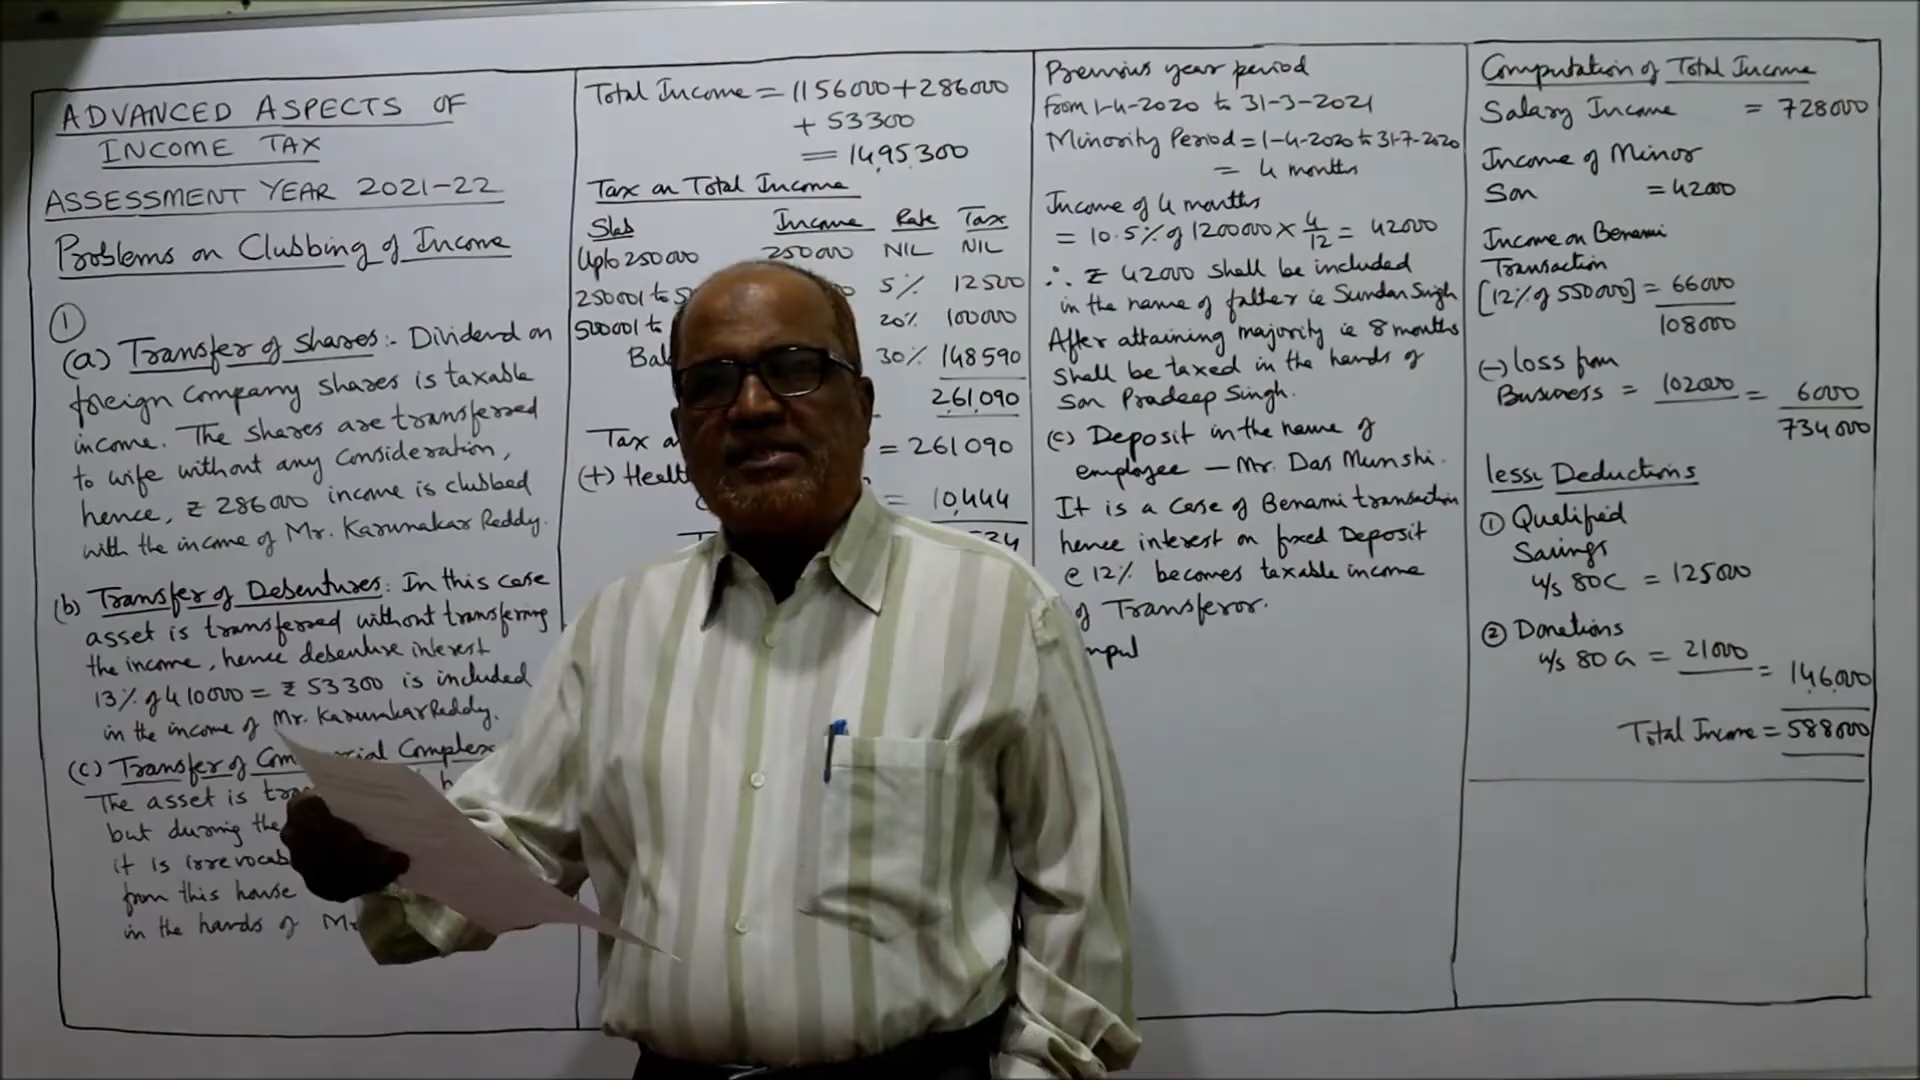 ADVANCED ASPECTS OF
INCOME TAX
ASSESSMENT YEAR 2021-22
Problems on Clubbing of Income
①
(a) Transfer of shares:- Dividend on
foreign Company shares is taxable
income. The shares are transferred
to wife without any consideration,
hence, ₹ 286000 income is clubbed
with the income of Mr. Karunakar Reddy.
(b) Transfer of Debentures: In this case
asset is transferred without transferring
the income, hence debenture interest
13% of 410000 = ₹ 53300 is included
in the income of Mr. Karunakar Reddy.
(c) Transfer of Complex
The asset is
but during the
it is
from this house
in the hands of
Total Income = 1156000 + 286000
+ 53300
= 1495300
Tax on Total Income
Slab Income Rate Tax
Upto 250000 250000 NIL NIL
250001 to 5% 12500
500001 to 20% 100000
30% 148590
261090
Tax = 261090
(+) = 10,444
Previous year period
from 1-4-2020 to 31-3-2021
Minority Period = 1-4-2020 to 31-7-2020
= 4 months
Income of 4 months
= 10.5% of 1200000 × 4/12 = 42000
∴ ₹ 42000 shall be included
in the name of father ie Sundar Singh
After attaining majority ie 8 months
shall be taxed in the hands of
Son Pradeep Singh.
(c) Deposit in the name of
employee — Mr. Das Munshi.
It is a case of Benami transaction
hence interest on fixed Deposit
@ 12% becomes taxable income
of Transferor.
Computation of Total Income
Salary Income = 728000
Income of Minor
Son = 42000
Income on Benami
Transaction
[12% of 550000] = 66000
108000
(-) loss from
Business = 102000 = 6000
734000
less: Deductions
① Qualified
Savings
u/s 80C = 125000
② Donations
u/s 80G = 21000 = 146000
Total Income = 588000